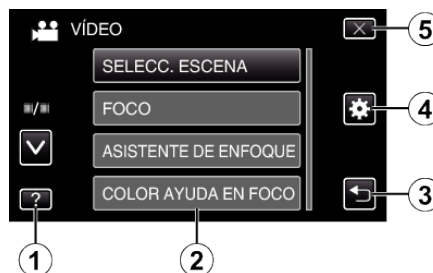 VÍDEO
5
SELECC. ESCENA
FOCO
4
ASISTENTE DE ENFOQUE
?
COLOR AYUDA EN FOCO
3
1
2